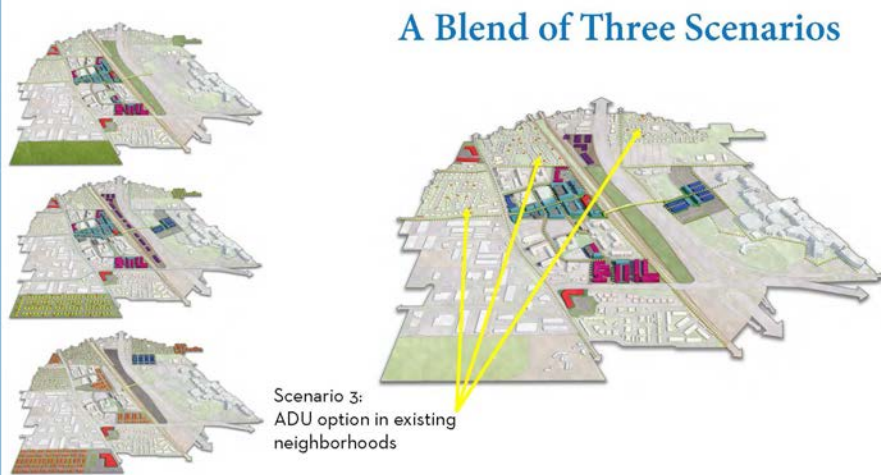 A Blend of Three Scenarios
Scenario 3:
ADU option in existing
neighborhoods